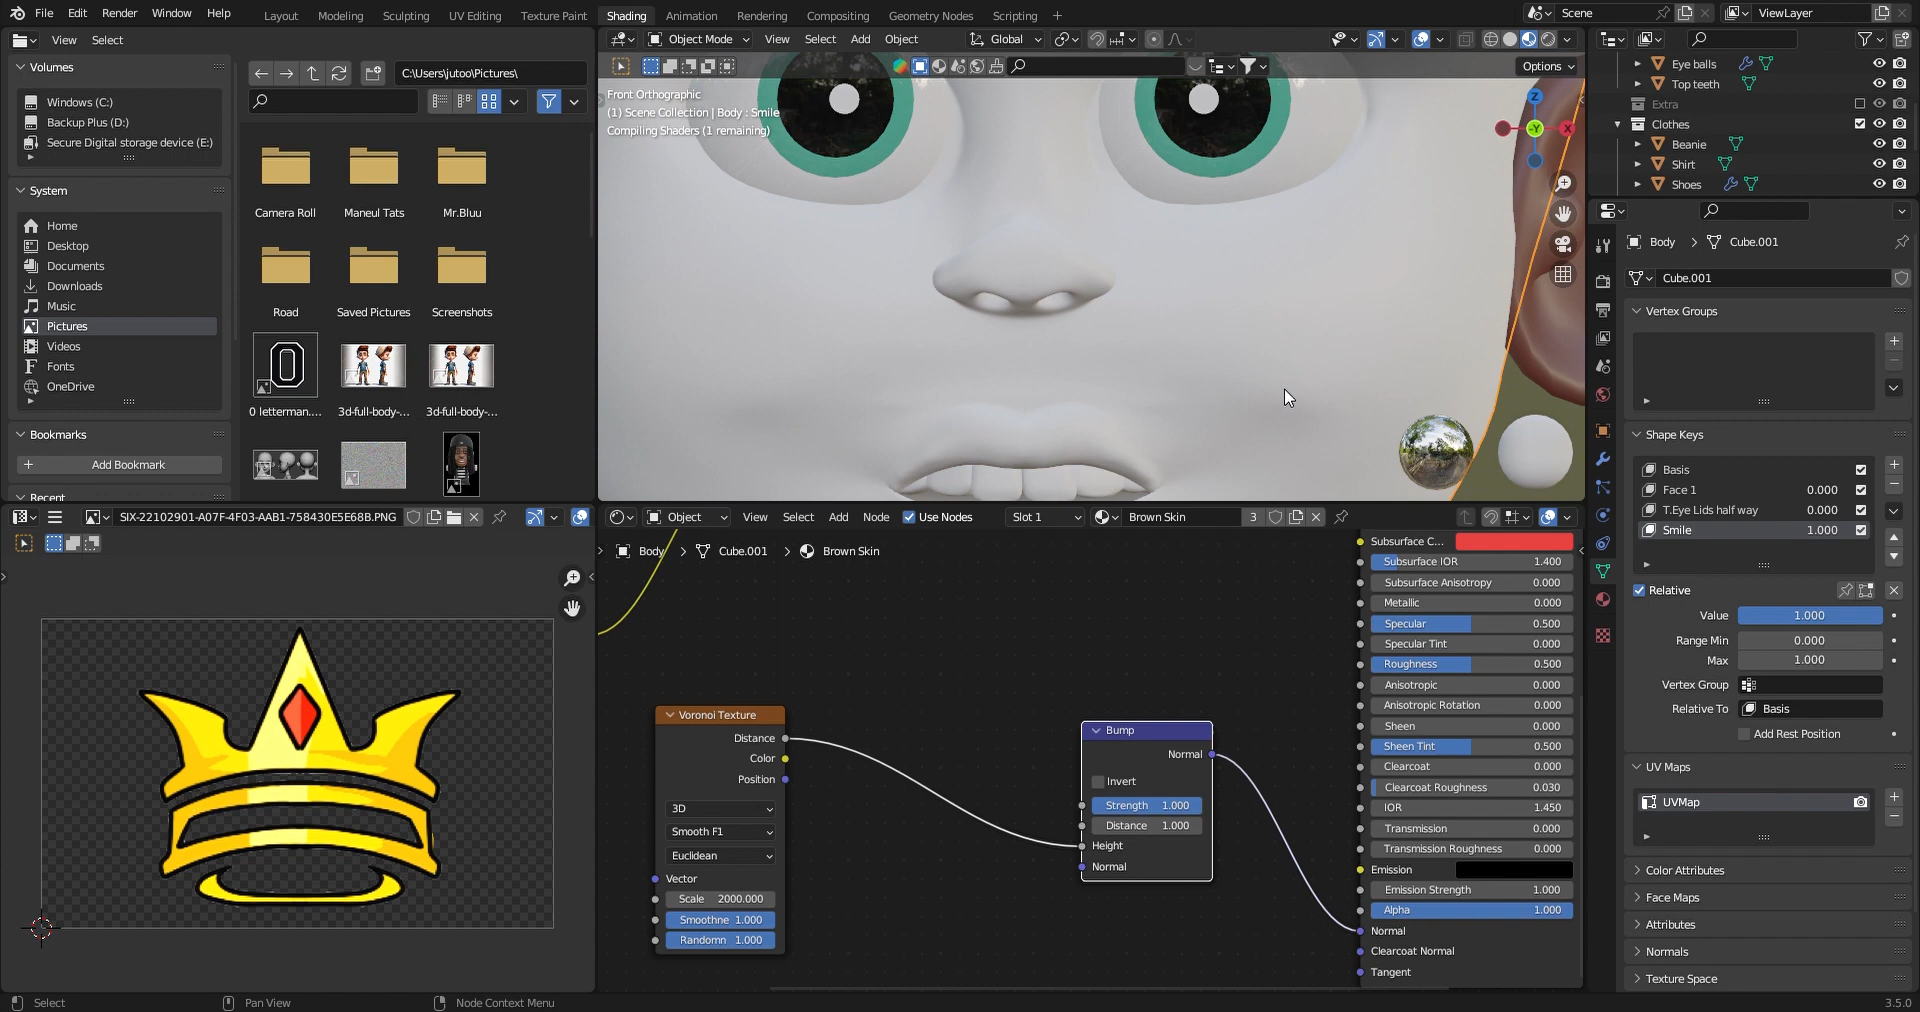 File Edit Render Window Help Layout Modeling Sculpting UV Editing Texture Paint Shading Animation Rendering Compositing Geometry Nodes Scripting + Scene ViewLayer
View Select
Volumes
Windows (C:)
Backup Plus (D:)
Secure Digital storage device (E:)
System
Home
Desktop
Documents
Downloads
Music
Pictures
Videos
Fonts
OneDrive
Bookmarks
Add Bookmark
Recent
C:\Users\jutoo\Pictures\
Camera Roll Maneul Tats Mr.Bluu
Road Saved Pictures Screenshots
0 letterman.... 3d-full-body-... 3d-full-body-...
Object Mode View Select Add Object Global
Options
Front Orthographic
(1) Scene Collection | Body : Smile
Compiling Shaders (1 remaining)
Z
-Y
X
Eye balls
Top teeth
Extra
Clothes
Beanie
Shirt
Shoes
Body > Cube.001
Cube.001
Vertex Groups
Shape Keys
Basis
Face 1 0.000
T.Eye Lids half way 0.000
Smile 1.000
Relative
Value 1.000
Range Min 0.000
Max 1.000
Vertex Group
Relative To Basis
Add Rest Position
UV Maps
UVMap
Color Attributes
Face Maps
Attributes
Normals
Texture Space
SIX-22102901-A07F-4F03-AAB1-758430E5E68B.PNG
Object View Select Add Node Use Nodes Slot 1 Brown Skin 3
Body > Cube.001 > Brown Skin
Voronoi Texture
Distance
Color
Position
3D
Smooth F1
Euclidean
Vector
Scale 2000.000
Smoothne 1.000
Randomn 1.000
Bump
Normal
Invert
Strength 1.000
Distance 1.000
Height
Normal
Subsurface C...
Subsurface IOR 1.400
Subsurface Anisotropy 0.000
Metallic 0.000
Specular 0.500
Specular Tint 0.000
Roughness 0.500
Anisotropic 0.000
Anisotropic Rotation 0.000
Sheen 0.000
Sheen Tint 0.500
Clearcoat 0.000
Clearcoat Roughness 0.030
IOR 1.450
Transmission 0.000
Transmission Roughness 0.000
Emission
Emission Strength 1.000
Alpha 1.000
Normal
Clearcoat Normal
Tangent
Select Pan View Node Context Menu 3.5.0